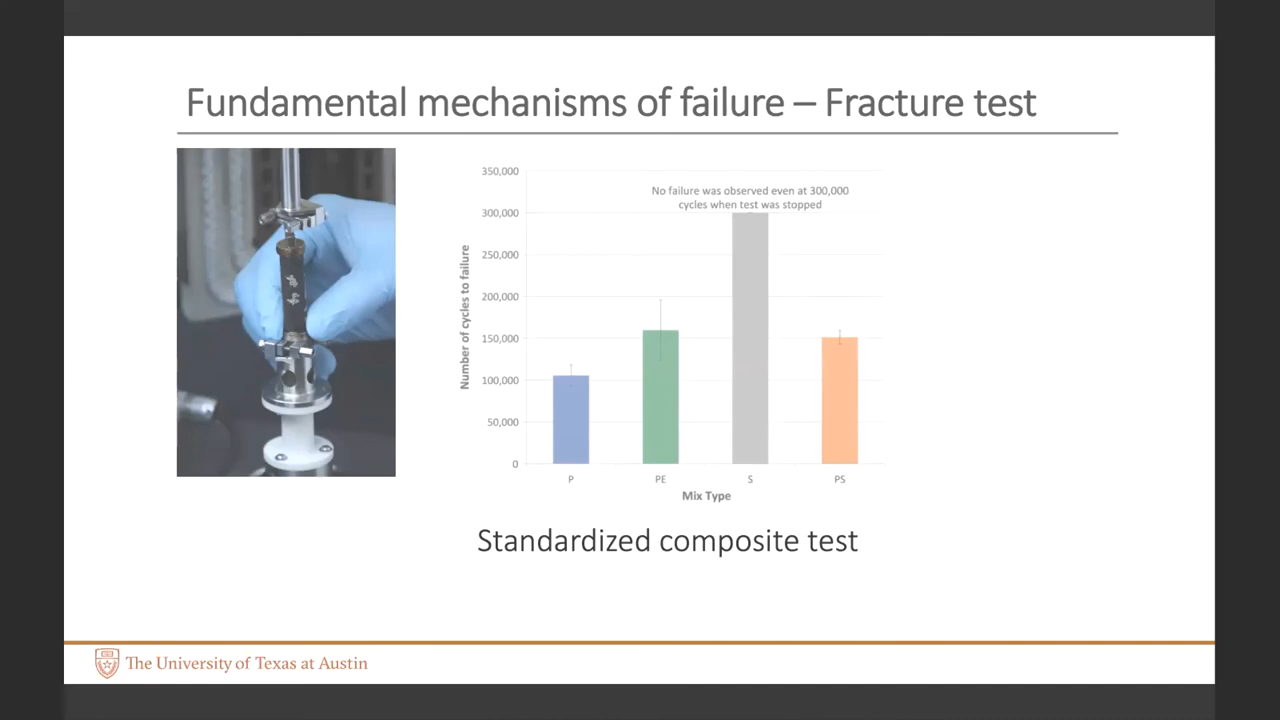 Fundamental mechanisms of failure – Fracture test
350,000
300,000
250,000
200,000
150,000
100,000
50,000
0
Number of cycles to failure
No failure was observed even at 300,000
cycles when test was stopped
P
PE
S
PS
Mix Type
Standardized composite test
The University of Texas at Austin